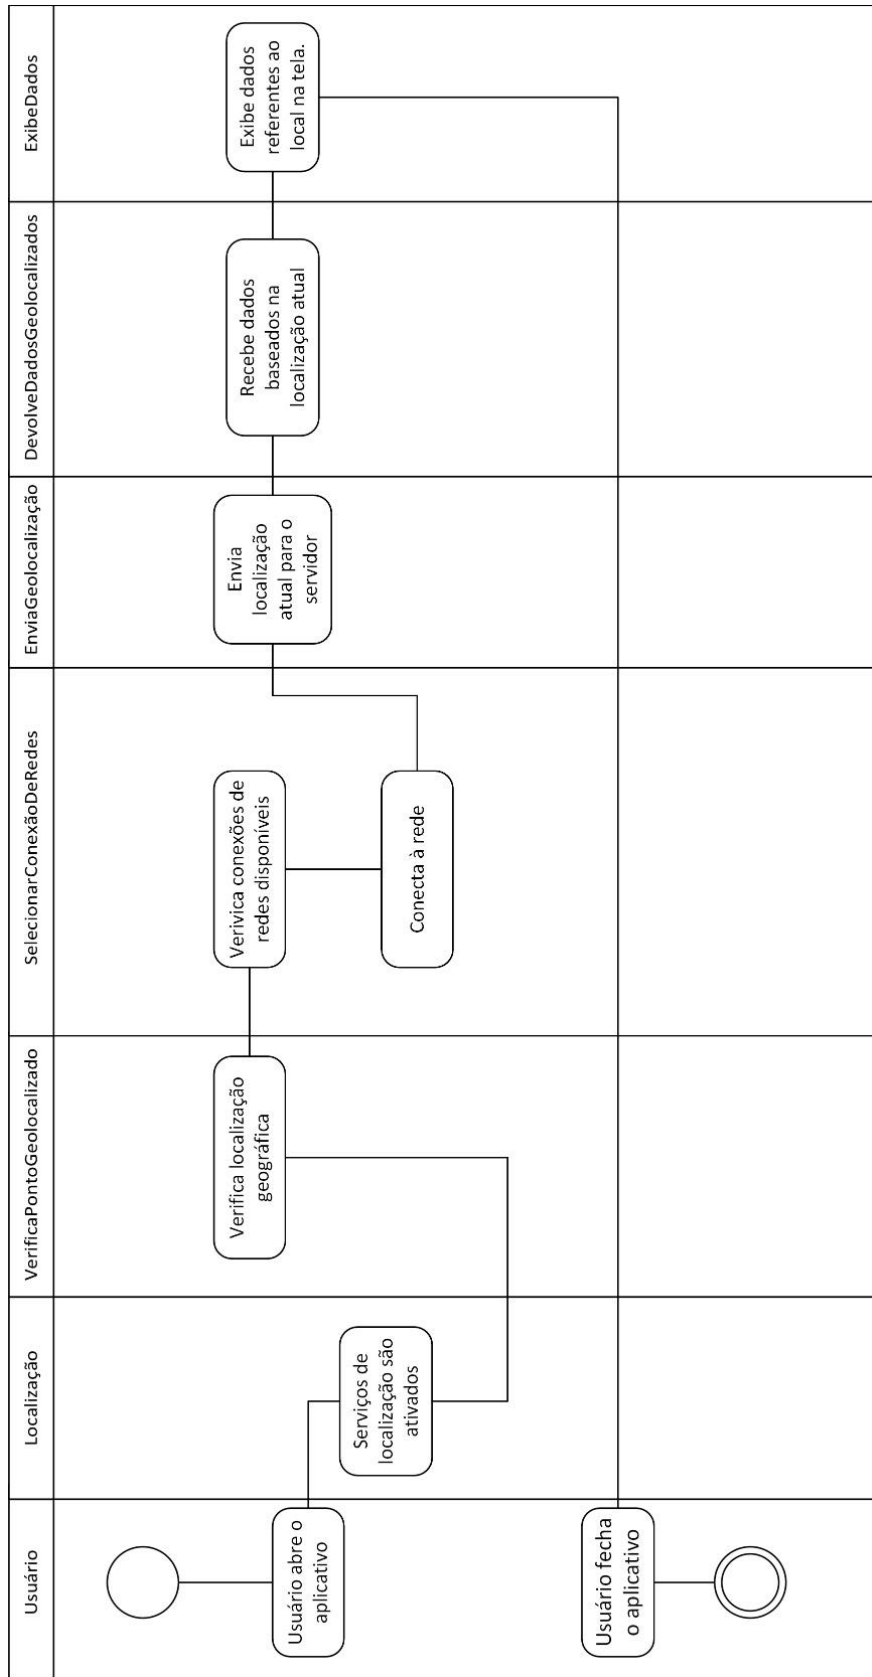 Usuário
Localização
VerificaPontoGeolocalizado
SelecionarConexãoDeRedes
EnviaGeolocalização
DevolveDadosGeolocalizados
ExibeDados
Usuário abre o
aplicativo
Serviços de
localização são
ativados
Verifica localização
geográfica
Verivica conexões de
redes disponíveis
Conecta à rede
Envia
localização
atual para o
servidor
Recebe dados
baseados na
localização atual
Exibe dados
referentes ao
local na tela.
Usuário fecha
o aplicativo